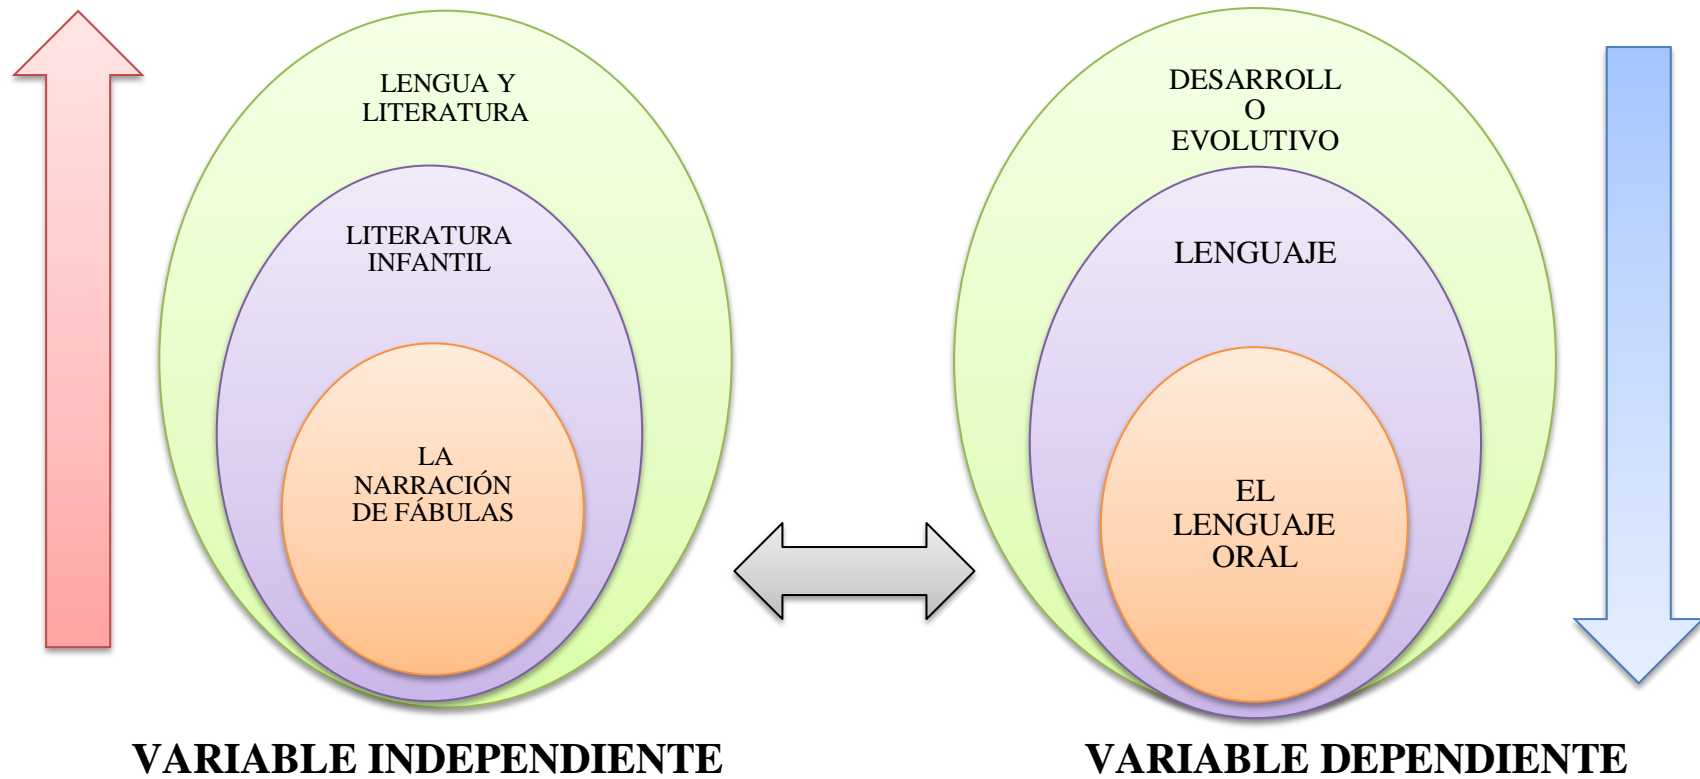 LENGUA Y
LITERATURA
LITERATURA
INFANTIL
LA
NARRACIÓN
DE FÁBULAS
VARIABLE INDEPENDIENTE
DESARROLL
O
EVOLUTIVO
LENGUAJE
EL
LENGUAJE
ORAL
VARIABLE DEPENDIENTE